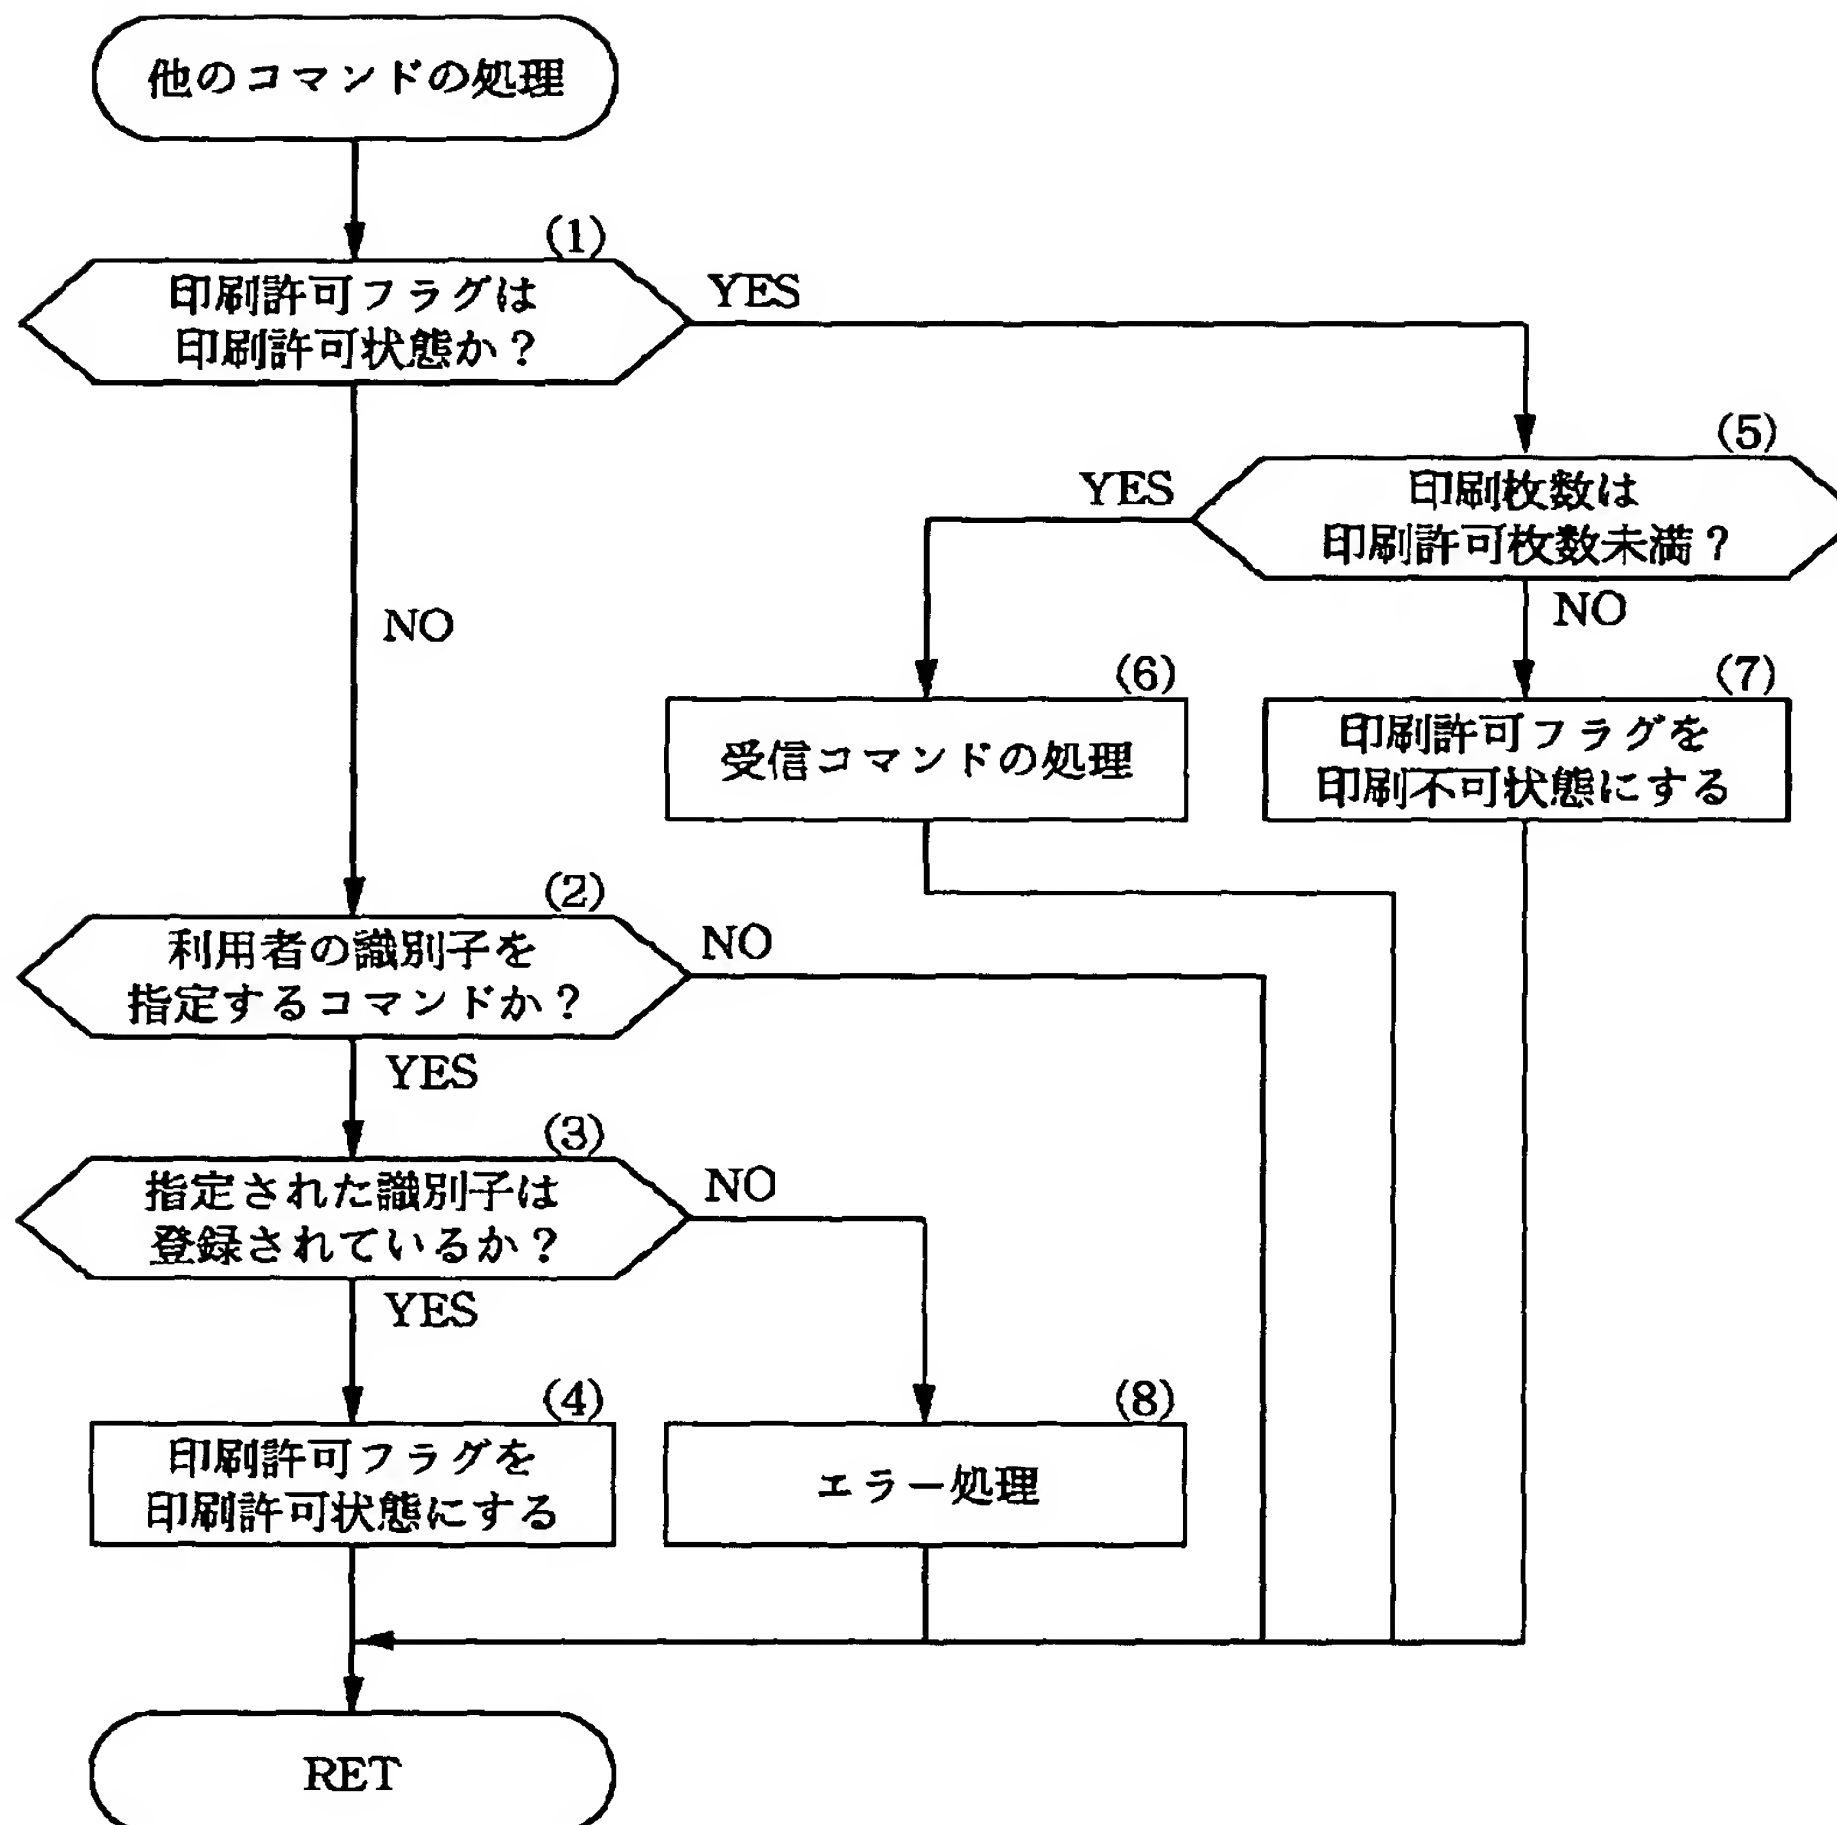 他のコマンドの処理
(1)
印刷許可フラグは
印刷許可状態か？
YES
NO
(5)
印刷枚数は
印刷許可枚数未満？
YES
NO
(6)
受信コマンドの処理
(7)
印刷許可フラグを
印刷不可状態にする
(2)
利用者の識別子を
指定するコマンドか？
NO
YES
(3)
指定された識別子は
登録されているか？
NO
YES
(4)
印刷許可フラグを
印刷許可状態にする
(8)
エラー処理
RET